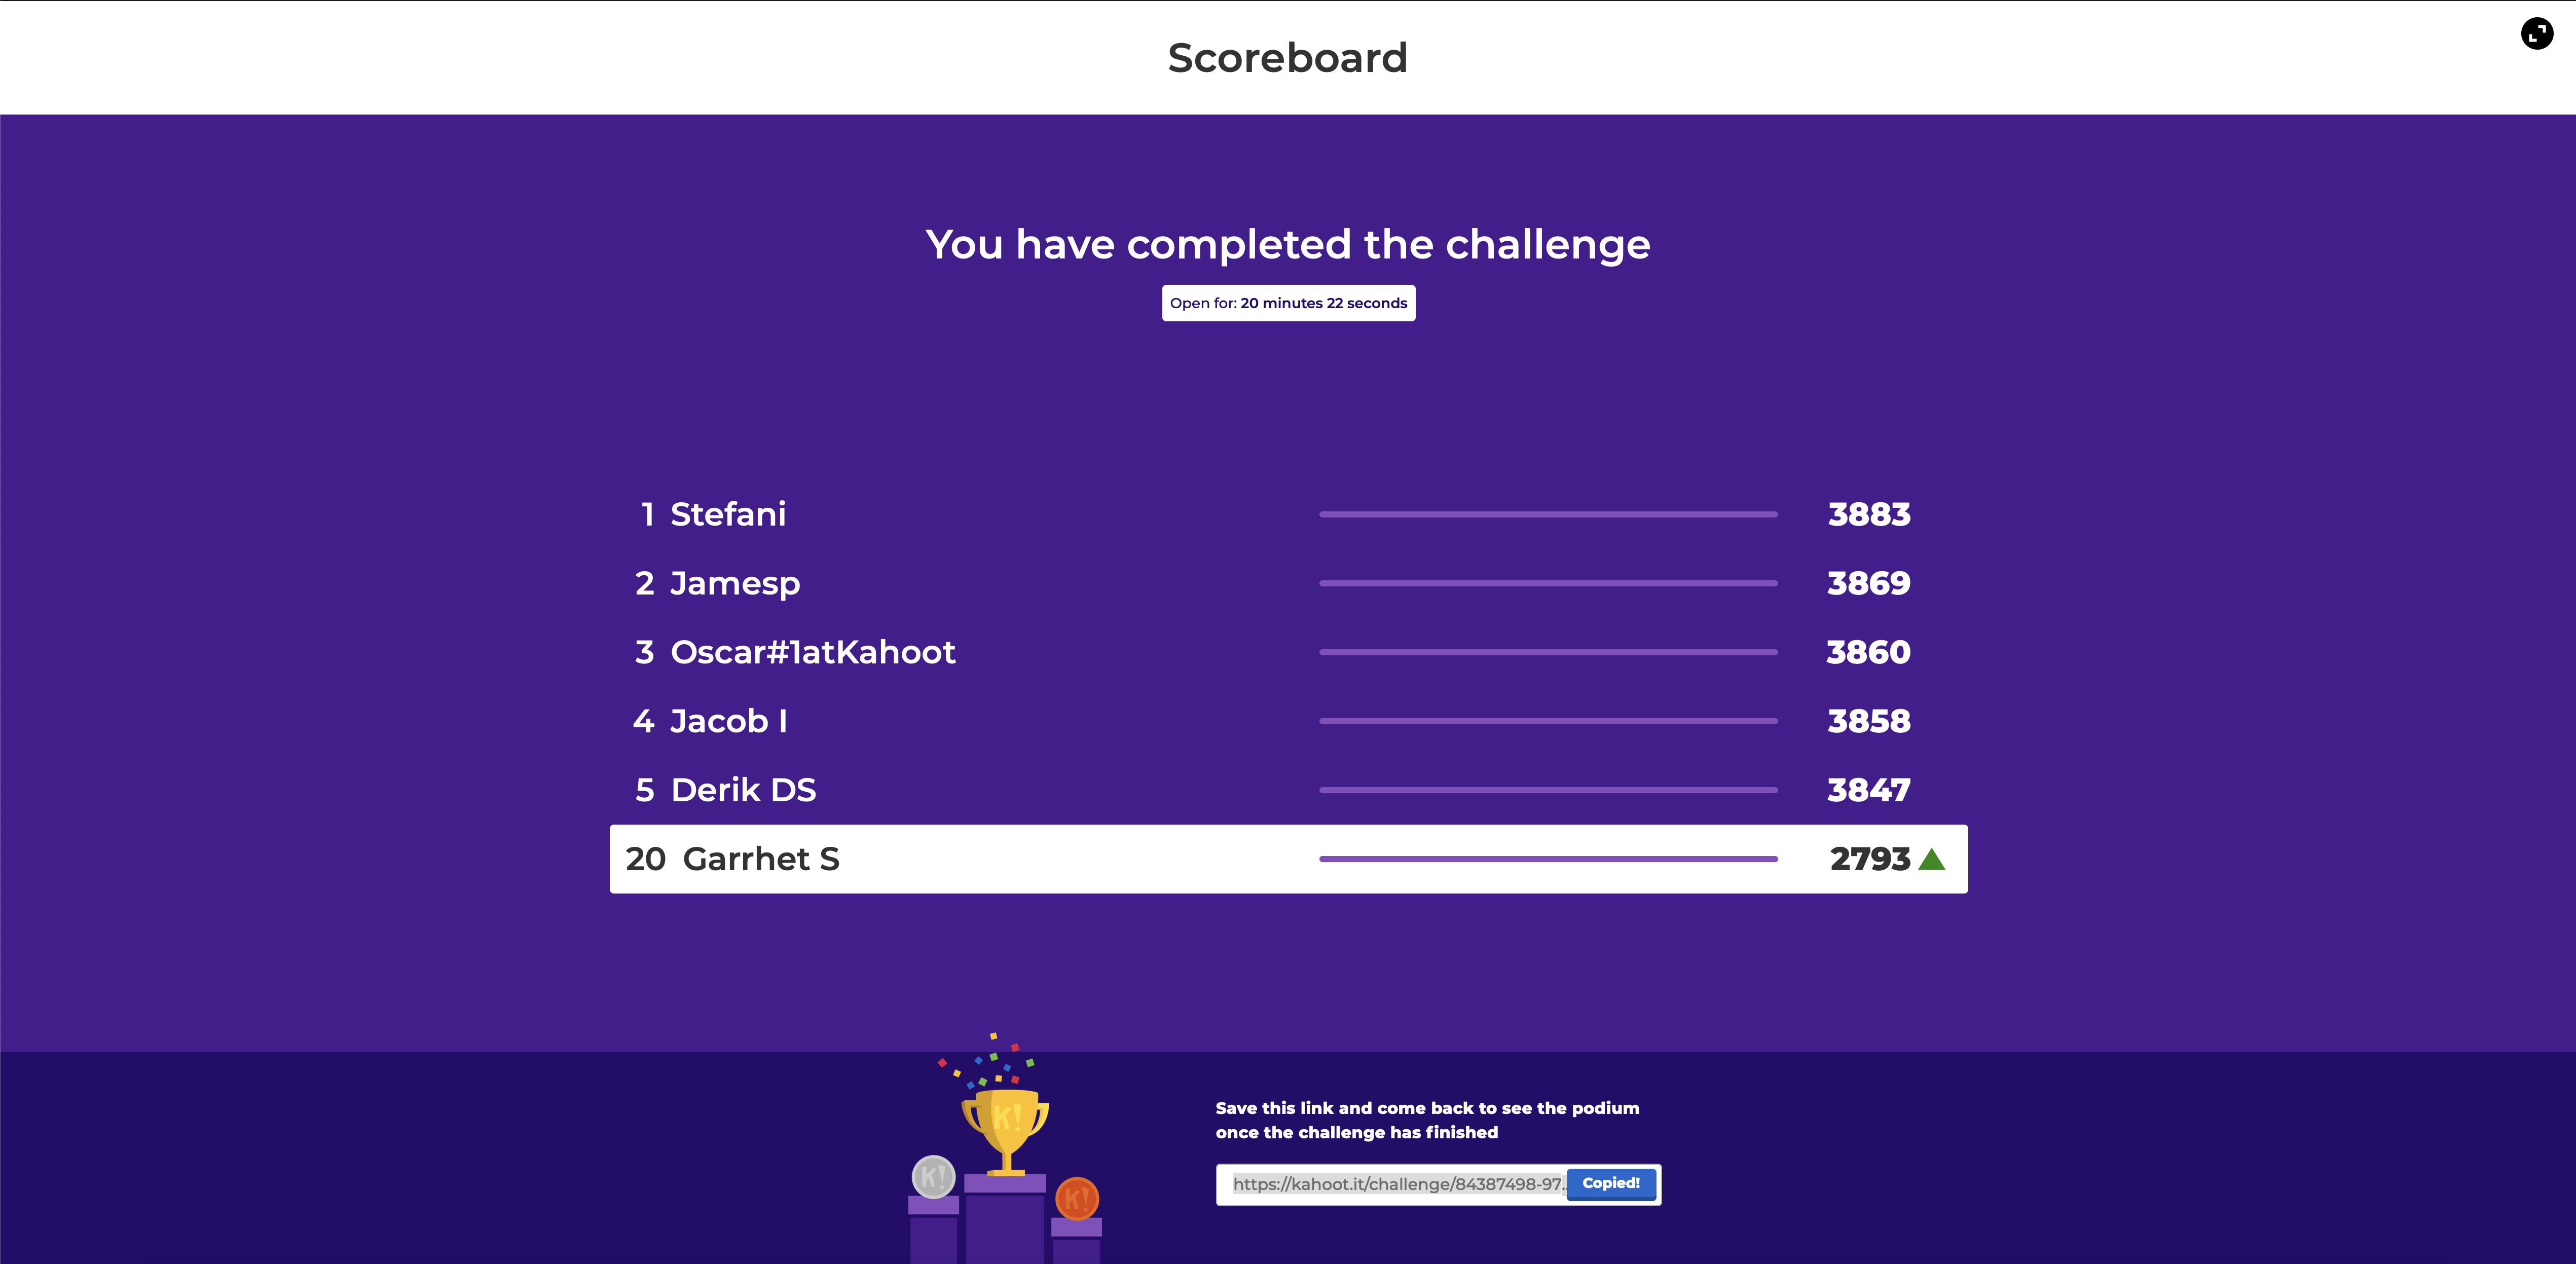 Scoreboard
You have completed the challenge
Open for: 20 minutes 22 seconds
1 Stefani 3883
2 Jamesp 3869
3 Oscar#1atKahoot 3860
4 Jacob I 3858
5 Derik DS 3847
20 Garrhet S 2793
K!
K!
K!
Save this link and come back to see the podium
once the challenge has finished
https://kahoot.it/challenge/84387498-97... Copied!